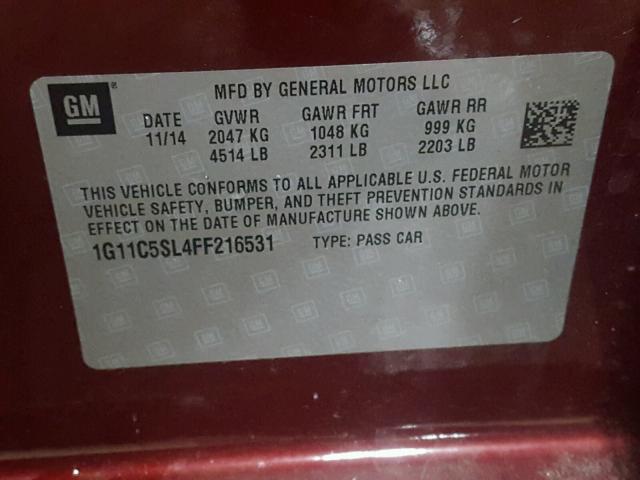 GM®
MFD BY GENERAL MOTORS LLC
DATE GVWR GAWR FRT GAWR RR
11/14 2047 KG 1048 KG 999 KG
4514 LB 2311 LB 2203 LB
THIS VEHICLE CONFORMS TO ALL APPLICABLE U.S. FEDERAL MOTOR
VEHICLE SAFETY, BUMPER, AND THEFT PREVENTION STANDARDS IN
EFFECT ON THE DATE OF MANUFACTURE SHOWN ABOVE.
1G11C5SL4FF216531 TYPE: PASS CAR